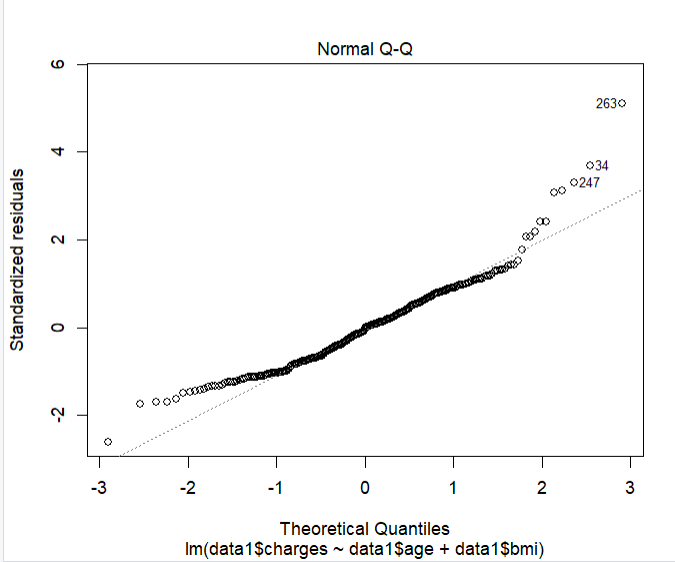 Normal Q-Q
6
4
2
0
-2
Standardized residuals
263
34
247
-3 -2 -1 0 1 2 3
Theoretical Quantiles
lm(data1$charges ~ data1$age + data1$bmi)